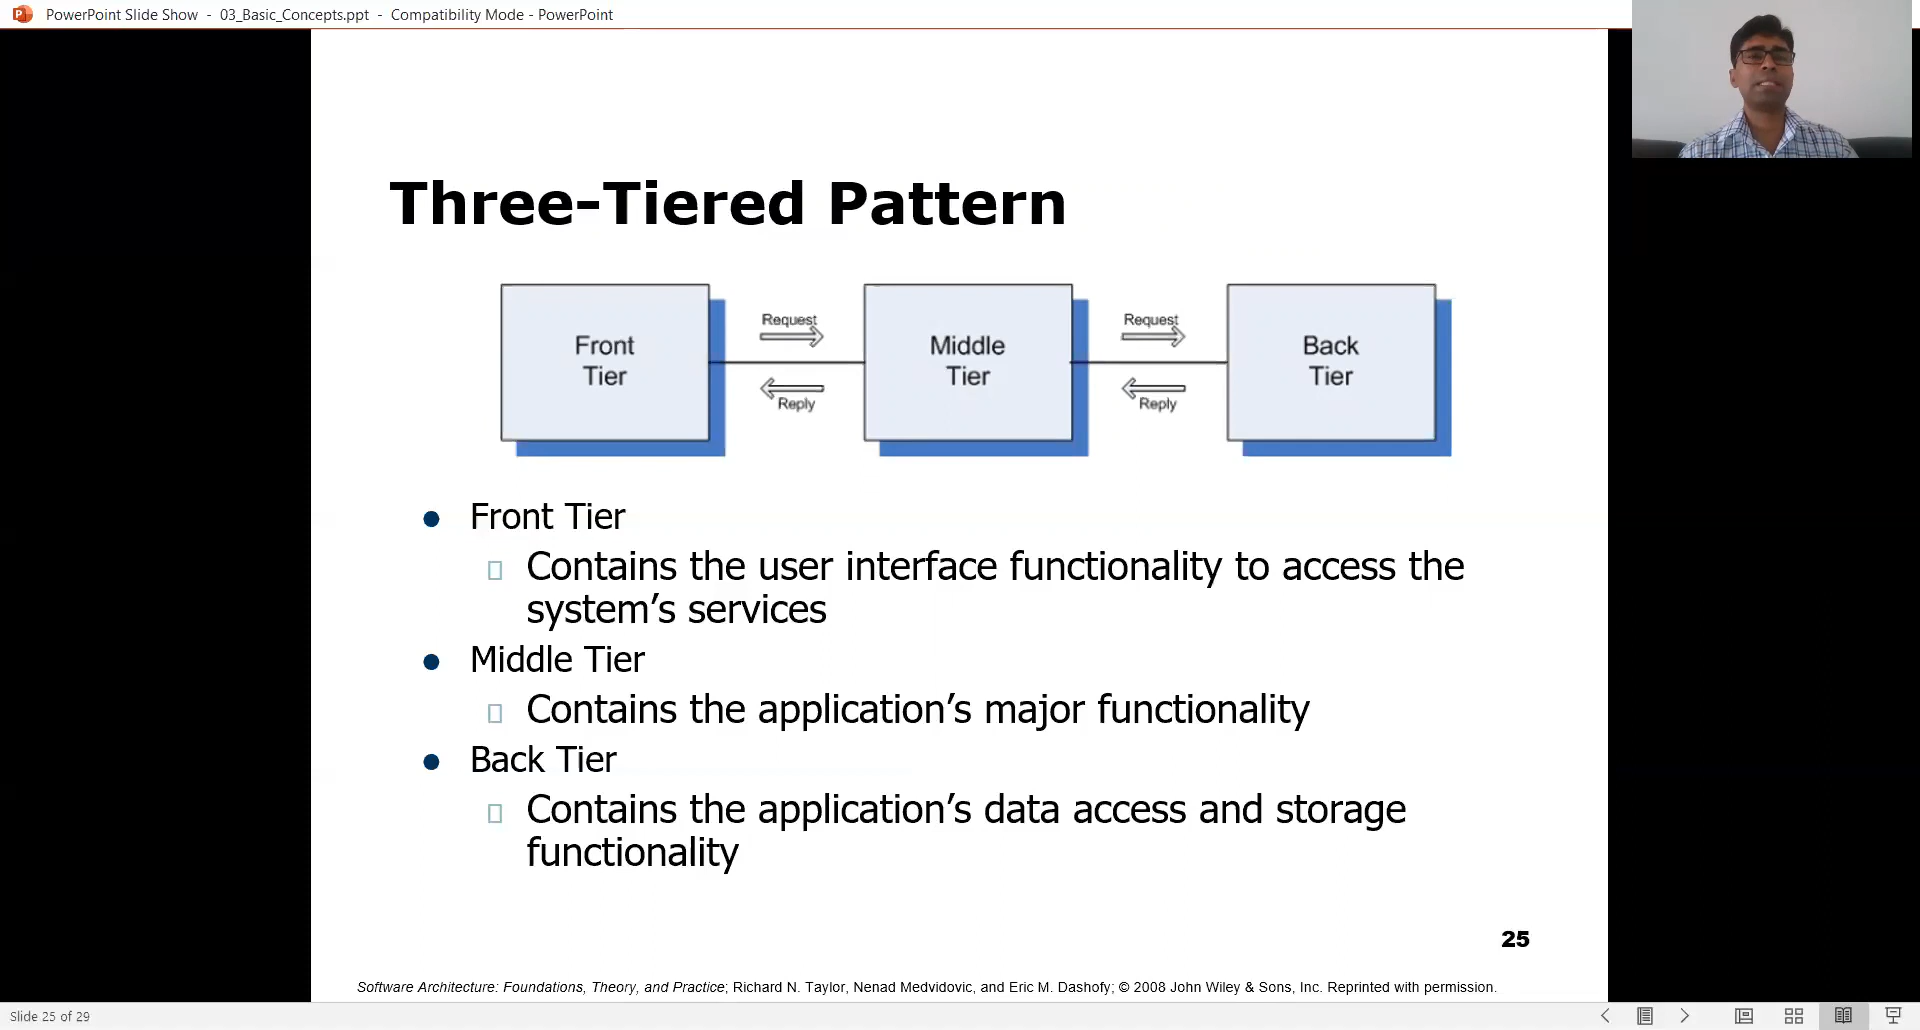 PowerPoint Slide Show - 03_Basic_Concepts.ppt - Compatibility Mode - PowerPoint
Three-Tiered Pattern
Front
Tier
Request
Reply
Middle
Tier
Request
Reply
Back
Tier
Front Tier
Contains the user interface functionality to access the
system’s services
Middle Tier
Contains the application’s major functionality
Back Tier
Contains the application’s data access and storage
functionality
25
Software Architecture: Foundations, Theory, and Practice; Richard N. Taylor, Nenad Medvidovic, and Eric M. Dashofy; © 2008 John Wiley & Sons, Inc. Reprinted with permission.
Slide 25 of 29